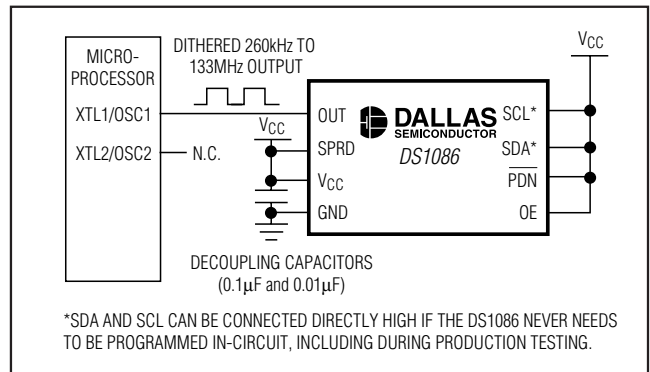 MICRO-
PROCESSOR
XTL1/OSC1
XTL2/OSC2
N.C.
DITHERED 260kHz TO
133MHz OUTPUT
VCC
DECOUPLING CAPACITORS
(0.1µF and 0.01µF)
OUT
SPRD
VCC
GND
DALLAS
SEMICONDUCTOR
DS1086
SCL*
SDA*
PDN
OE
VCC
*SDA AND SCL CAN BE CONNECTED DIRECTLY HIGH IF THE DS1086 NEVER NEEDS
TO BE PROGRAMMED IN-CIRCUIT, INCLUDING DURING PRODUCTION TESTING.